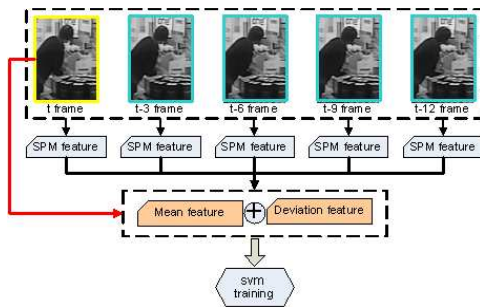 t frame t-3 frame t-6 frame t-9 frame t-12 frame
SPM feature SPM feature SPM feature SPM feature SPM feature
Mean feature + Deviation feature
svm
training